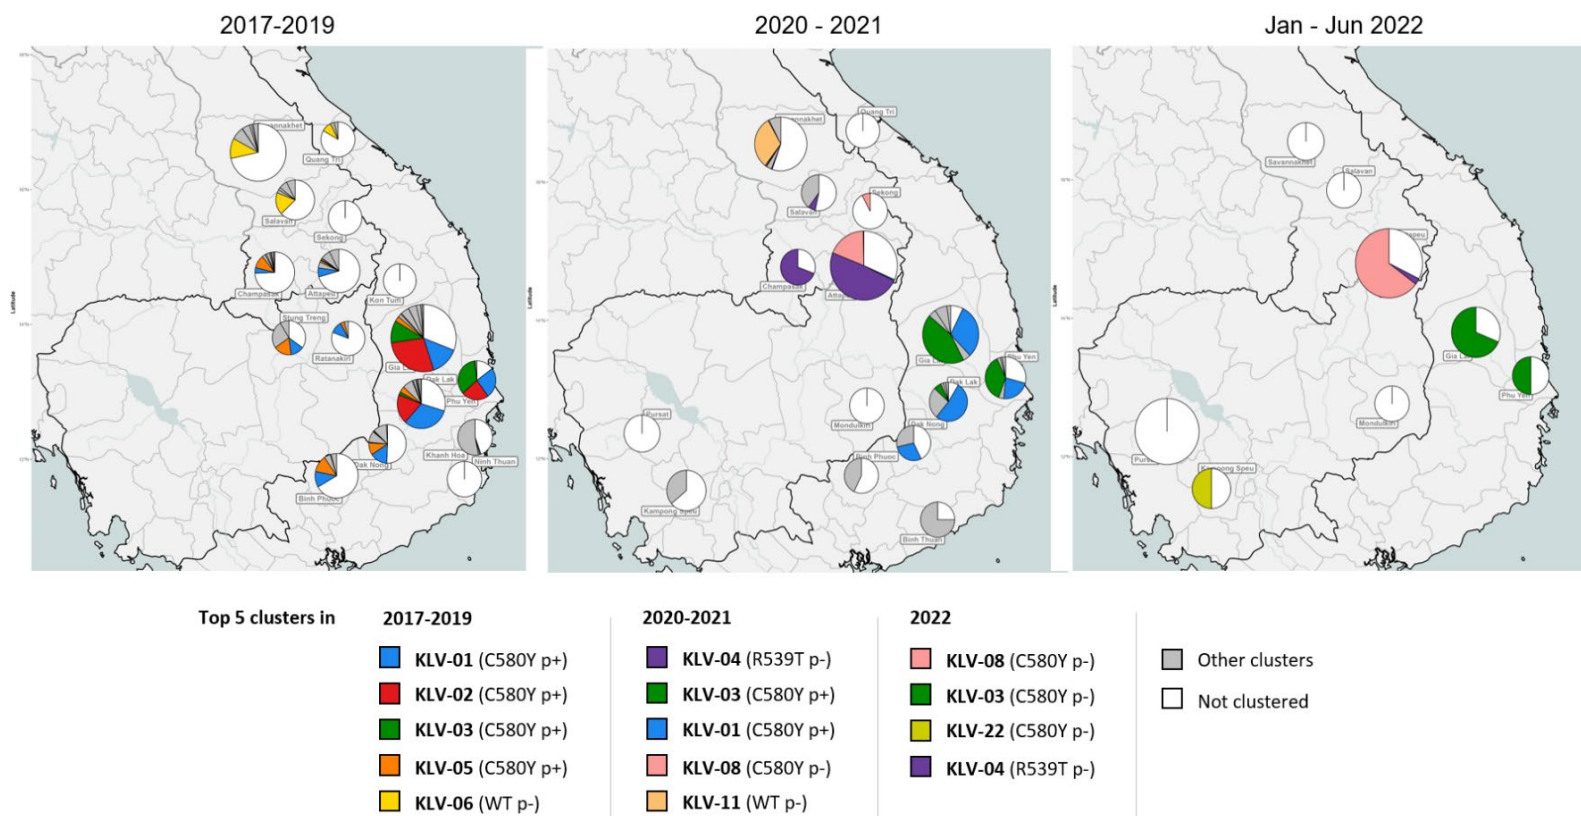 2017-2019
2020 - 2021
Jan - Jun 2022
Latitude
Quang Tri
Salavan
Sekong
Champasak
Attapeu
Kon Tum
Stung Treng
Ratanakiri
Dak Lak
Phu Yen
Khanh Hoa
Ninh Thuan
Dak Nong
Binh Phuoc
Latitude
Quang Tri
Salavan
Sekong
Champasak
Phu Yen
Dak Lak
Mondulkiri
Pursat
Dak Nong
Binh Phuoc
Kampong Speu
Binh Thuan
Latitude
Savannakhet
Salavan
Phu Yen
Mondulkiri
Kampong Speu
Top 5 clusters in
2017-2019
KLV-01 (C580Y p+)
KLV-02 (C580Y p+)
KLV-03 (C580Y p+)
KLV-05 (C580Y p+)
KLV-06 (WT p-)
2020-2021
KLV-04 (R539T p-)
KLV-03 (C580Y p+)
KLV-01 (C580Y p+)
KLV-08 (C580Y p-)
KLV-11 (WT p-)
2022
KLV-08 (C580Y p-)
KLV-03 (C580Y p-)
KLV-22 (C580Y p-)
KLV-04 (R539T p-)
Other clusters
Not clustered